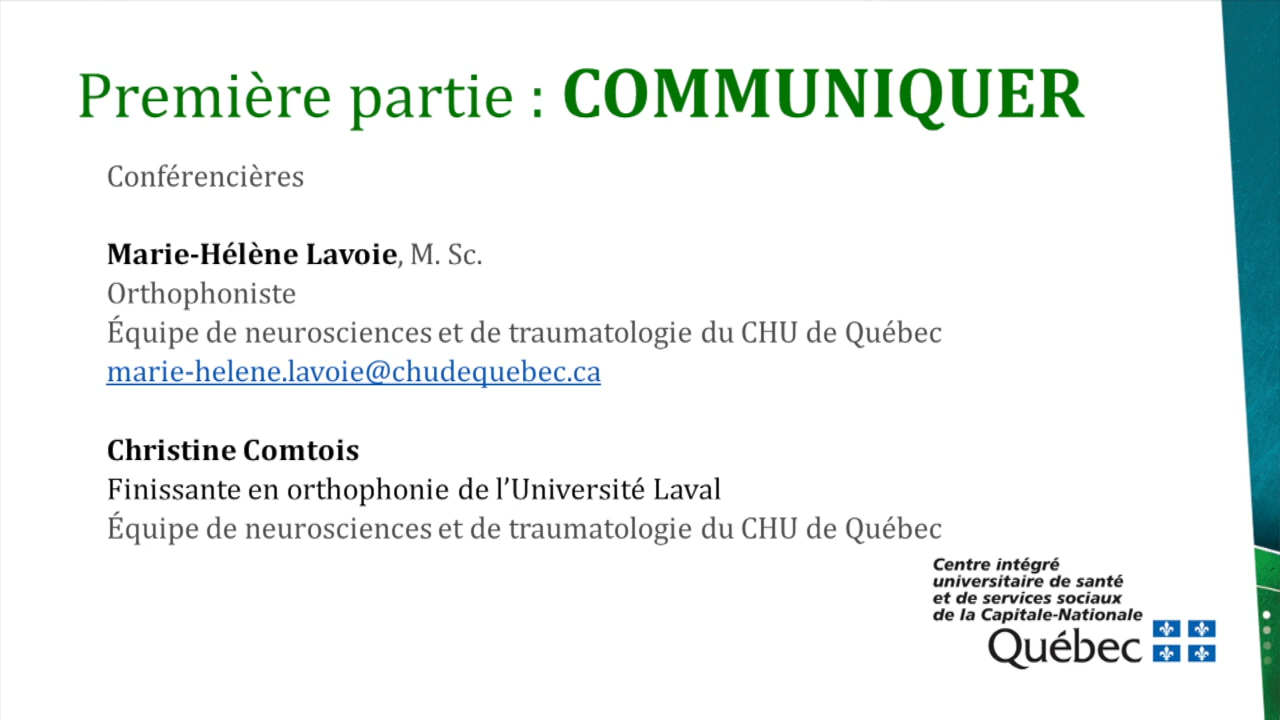 Première partie : COMMUNIQUER
Conférencières
Marie-Hélène Lavoie, M. Sc.
Orthophoniste
Équipe de neurosciences et de traumatologie du CHU de Québec
marie-helene.lavoie@chudequebec.ca
Christine Comtois
Finissante en orthophonie de l’Université Laval
Équipe de neurosciences et de traumatologie du CHU de Québec
Centre intégré
universitaire de santé
et de services sociaux
de la Capitale-Nationale
Québec